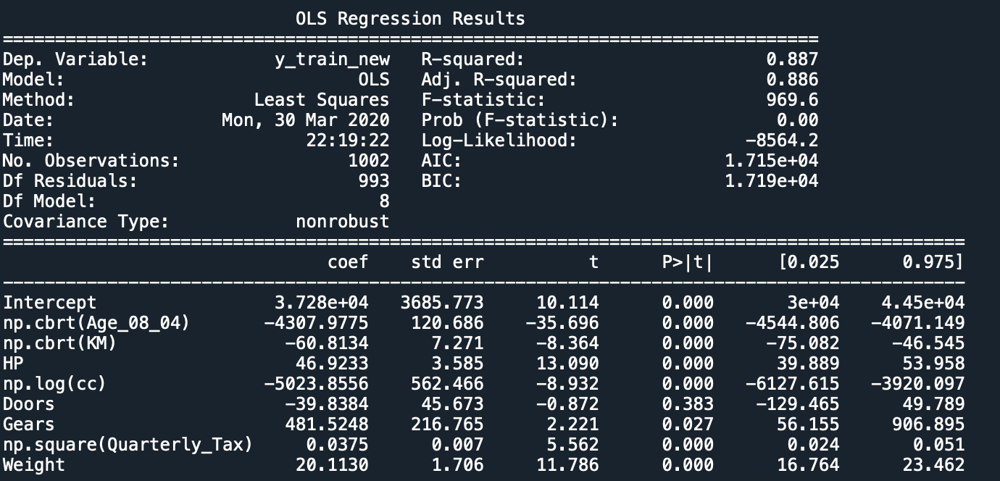 OLS Regression Results
==============================================================================
Dep. Variable: y_train_new R-squared: 0.887
Model: OLS Adj. R-squared: 0.886
Method: Least Squares F-statistic: 969.6
Date: Mon, 30 Mar 2020 Prob (F-statistic): 0.00
Time: 22:19:22 Log-Likelihood: -8564.2
No. Observations: 1002 AIC: 1.715e+04
Df Residuals: 993 BIC: 1.719e+04
Df Model: 8
Covariance Type: nonrobust
============================================================================================
coef std err t P>|t| [0.025 0.975]
--------------------------------------------------------------------------------------------
Intercept 3.728e+04 3685.773 10.114 0.000 3e+04 4.45e+04
np.cbrt(Age_08_04) -4307.9775 120.686 -35.696 0.000 -4544.806 -4071.149
np.cbrt(KM) -60.8134 7.271 -8.364 0.000 -75.082 -46.545
HP 46.9233 3.585 13.090 0.000 39.889 53.958
np.log(cc) -5023.8556 562.466 -8.932 0.000 -6127.615 -3920.097
Doors -39.8384 45.673 -0.872 0.383 -129.465 49.789
Gears 481.5248 216.765 2.221 0.027 56.155 906.895
np.square(Quarterly_Tax) 0.0375 0.007 5.562 0.000 0.024 0.051
Weight 20.1130 1.706 11.786 0.000 16.764 23.462